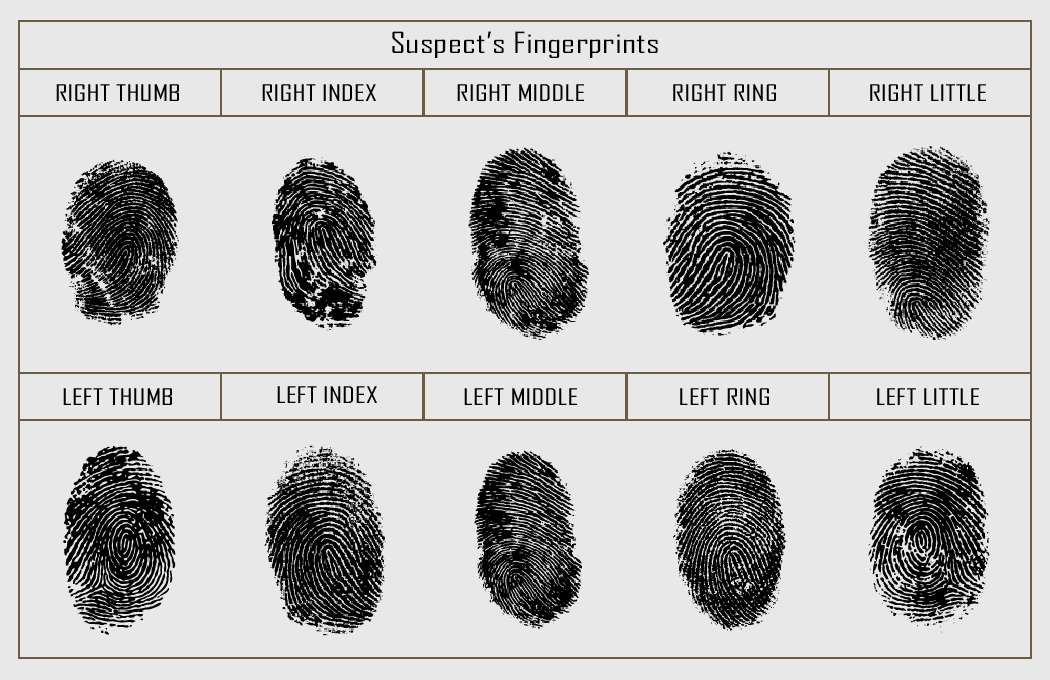 Suspect's Fingerprints
RIGHT THUMB
RIGHT INDEX
RIGHT MIDDLE
RIGHT RING
RIGHT LITTLE
LEFT THUMB
LEFT INDEX
LEFT MIDDLE
LEFT RING
LEFT LITTLE